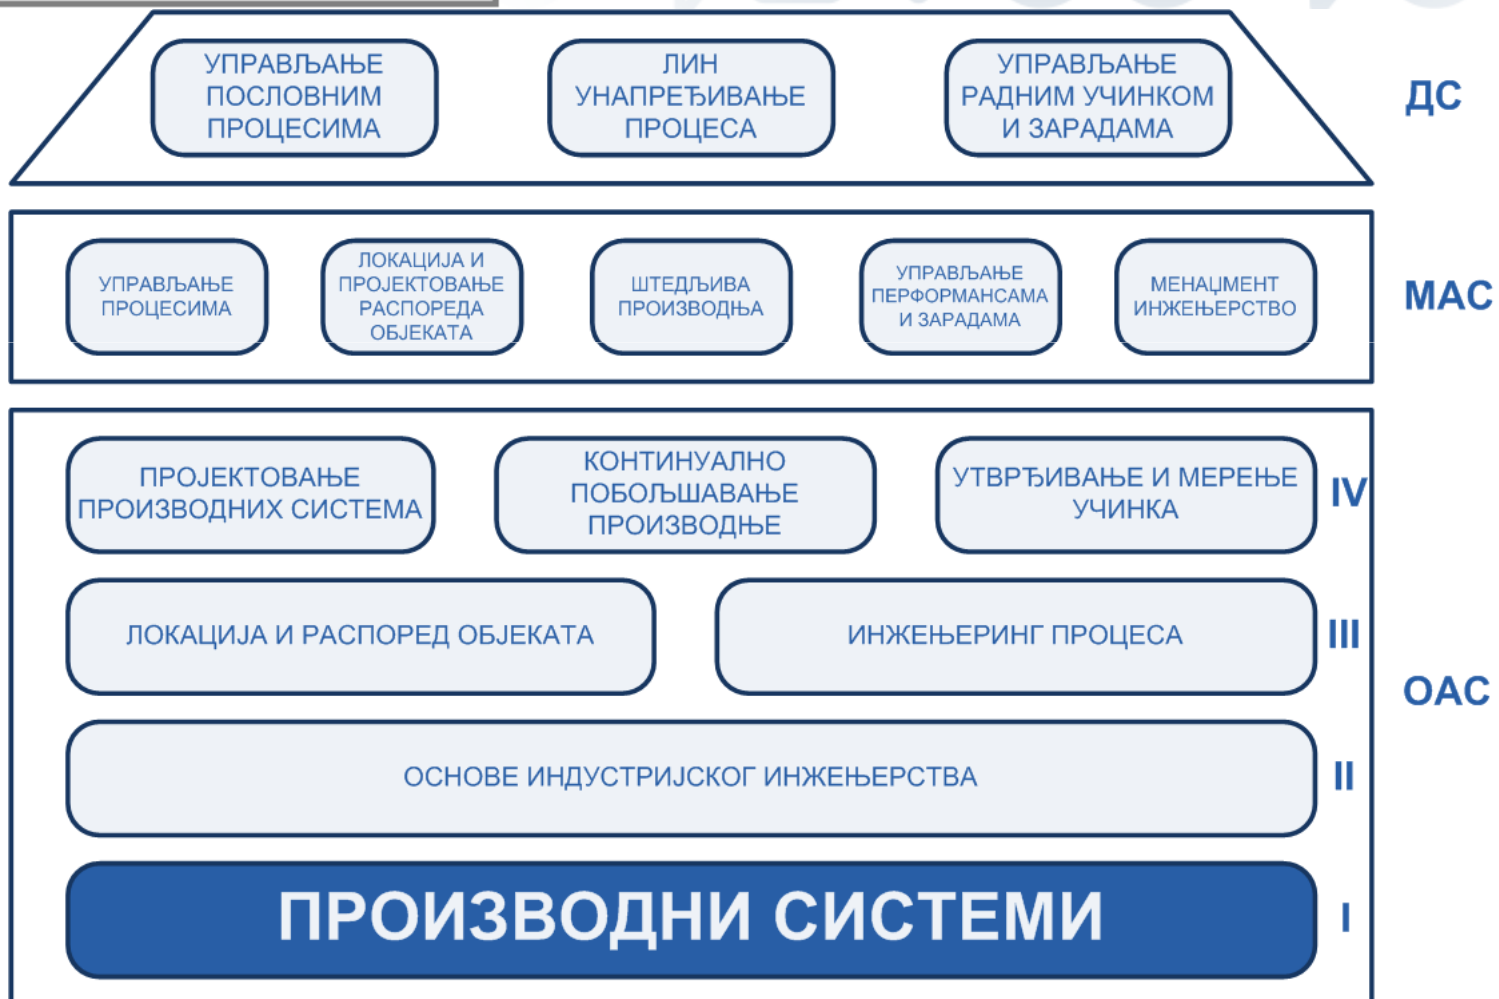 УПРАВЉАЊЕ
ПОСЛОВНИМ
ПРОЦЕСИМА
ЛИН
УНАПРЕЂИВАЊЕ
ПРОЦЕСА
УПРАВЉАЊЕ
РАДНИМ УЧИНКОМ
И ЗАРАДАМА
ДС
УПРАВЉАЊЕ
ПРОЦЕСИМА
ЛОКАЦИЈА И
ПРОЈЕКТОВАЊЕ
РАСПОРЕДА
ОБЈЕКАТА
ШТЕДЉИВА
ПРОИЗВОДЊА
УПРАВЉАЊЕ
ПЕРФОРМАНСАМА
И ЗАРАДАМА
МЕНАЏМЕНТ
ИНЖЕЊЕРСТВО
МАС
ПРОЈЕКТОВАЊЕ
ПРОИЗВОДНИХ СИСТЕМА
КОНТИНУАЛНО
ПОБОЉШАВАЊЕ
ПРОИЗВОДЊЕ
УТВРЂИВАЊЕ И МЕРЕЊЕ
УЧИНКА
IV
ЛОКАЦИЈА И РАСПОРЕД ОБЈЕКАТА
ИНЖЕЊЕРИНГ ПРОЦЕСА
III
ОАС
ОСНОВЕ ИНДУСТРИЈСКОГ ИНЖЕЊЕРСТВА
II
ПРОИЗВОДНИ СИСТЕМИ
I